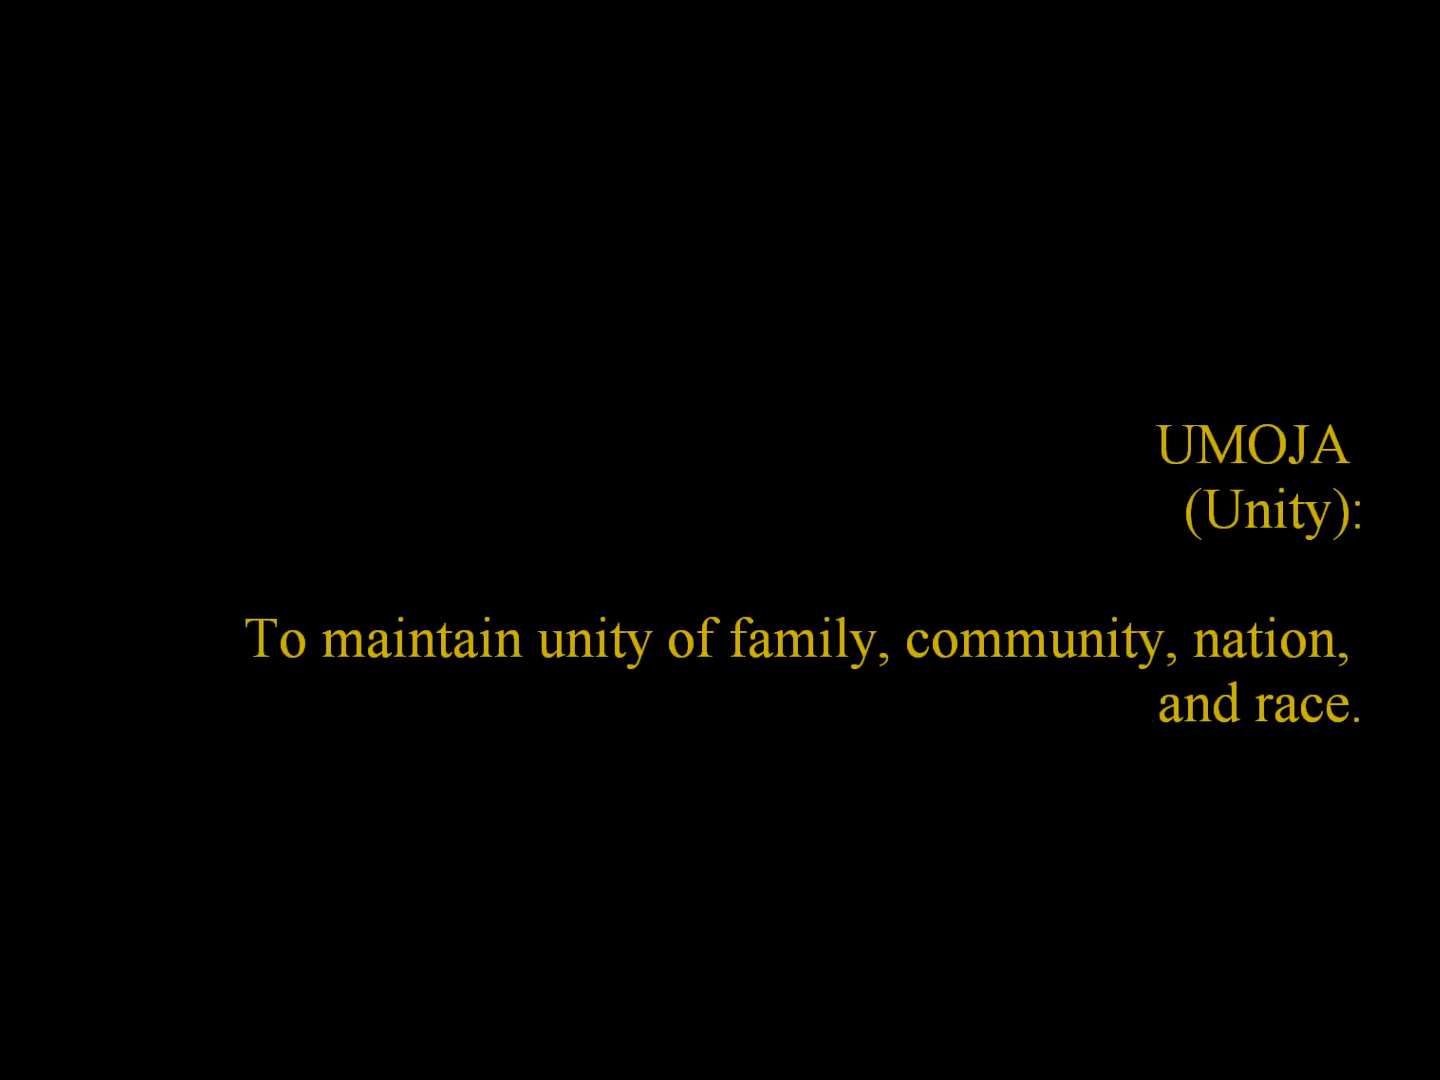 UMOJA
(Unity):
To maintain unity of family, community, nation,
and race.